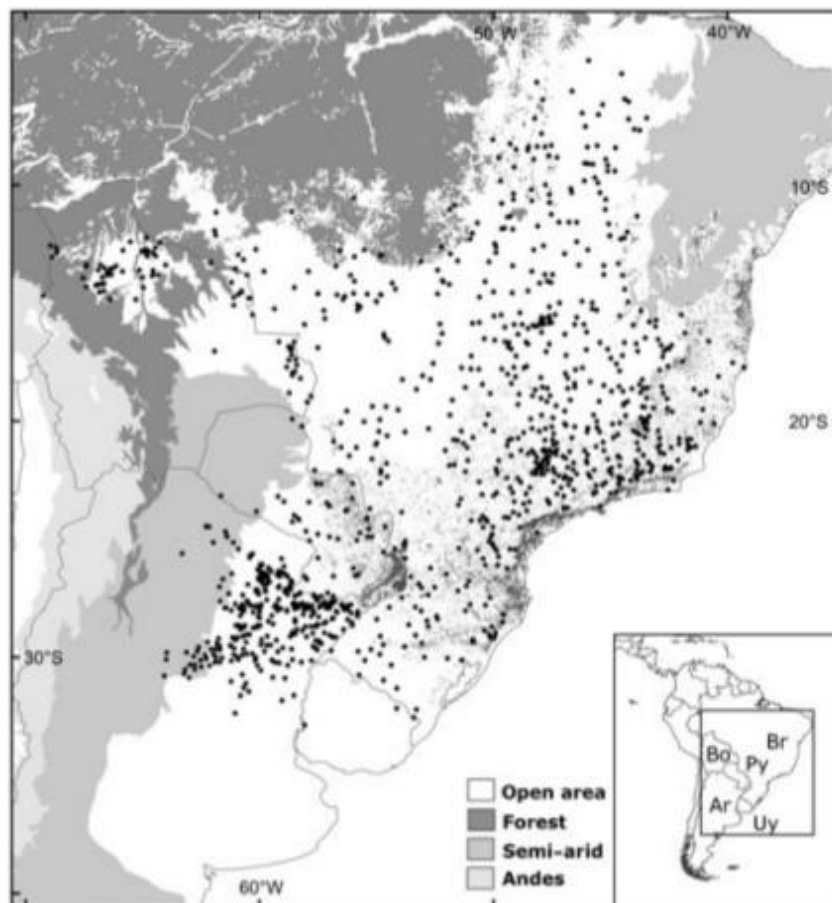 50°W
40°W
10°S
20°S
30°S
60°W
Open area
Forest
Semi-arid
Andes
Br
Bo
Py
Ar
Uy